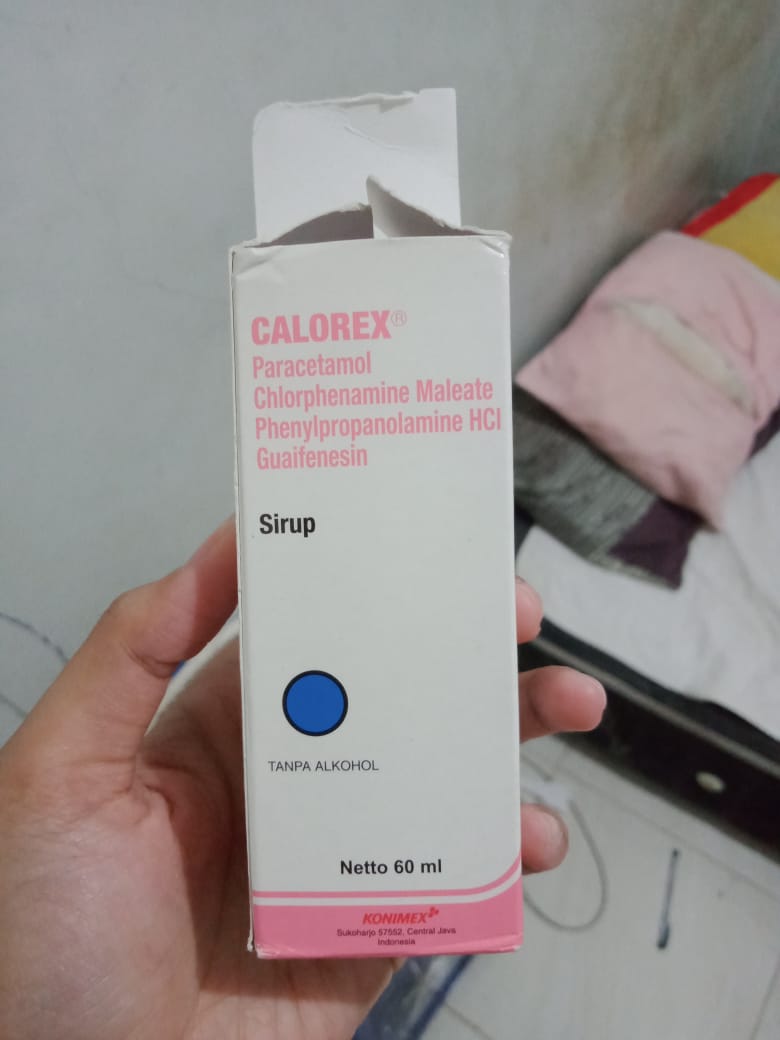 CALOREX®
Paracetamol
Chlorphenamine Maleate
Phenylpropanolamine HCl
Guaifenesin
Sirup
TANPA ALKOHOL
Netto 60 ml
KONIMEX
Sukoharjo 57552, Central Java
Indonesia